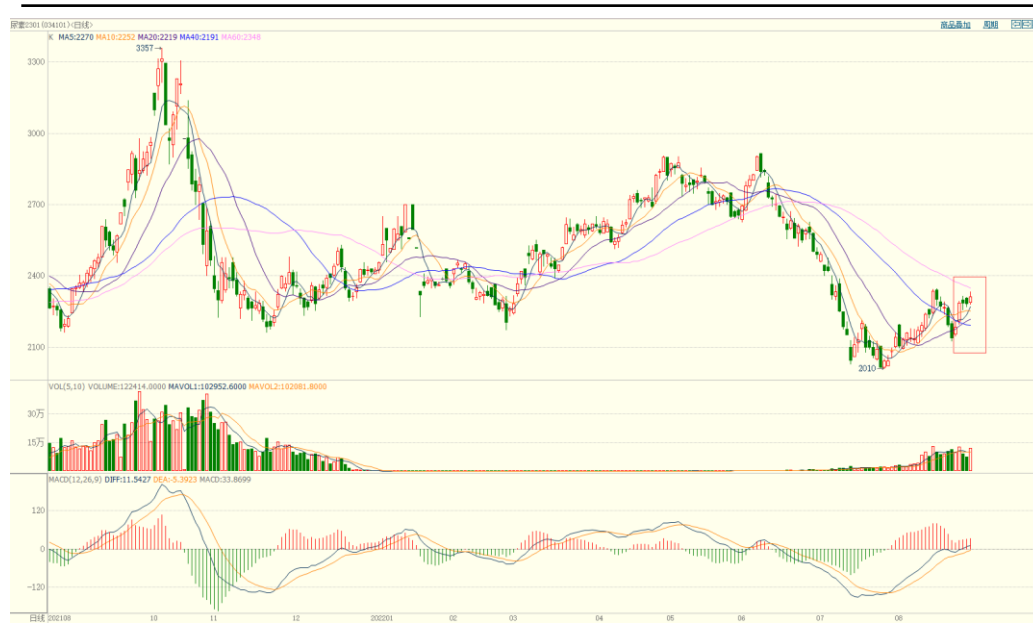 尿素2301(034101)<日线>
商品叠加 周期
K MA5:2270 MA10:2252 MA20:2219 MA40:2191 MA60:2348
3357→
3300
3000
2700
2400
2100
2010→
VOL(5,10) VOLUME:122414.0000 MAVOL1:102952.6000 MAVOL2:102081.8000
30万
15万
MACD(12,26,9) DIFF:11.5427 DEA:-5.3923 MACD:33.8699
120
0
-120
日线 202108 10 11 12 202201 02 03 04 05 06 07 08